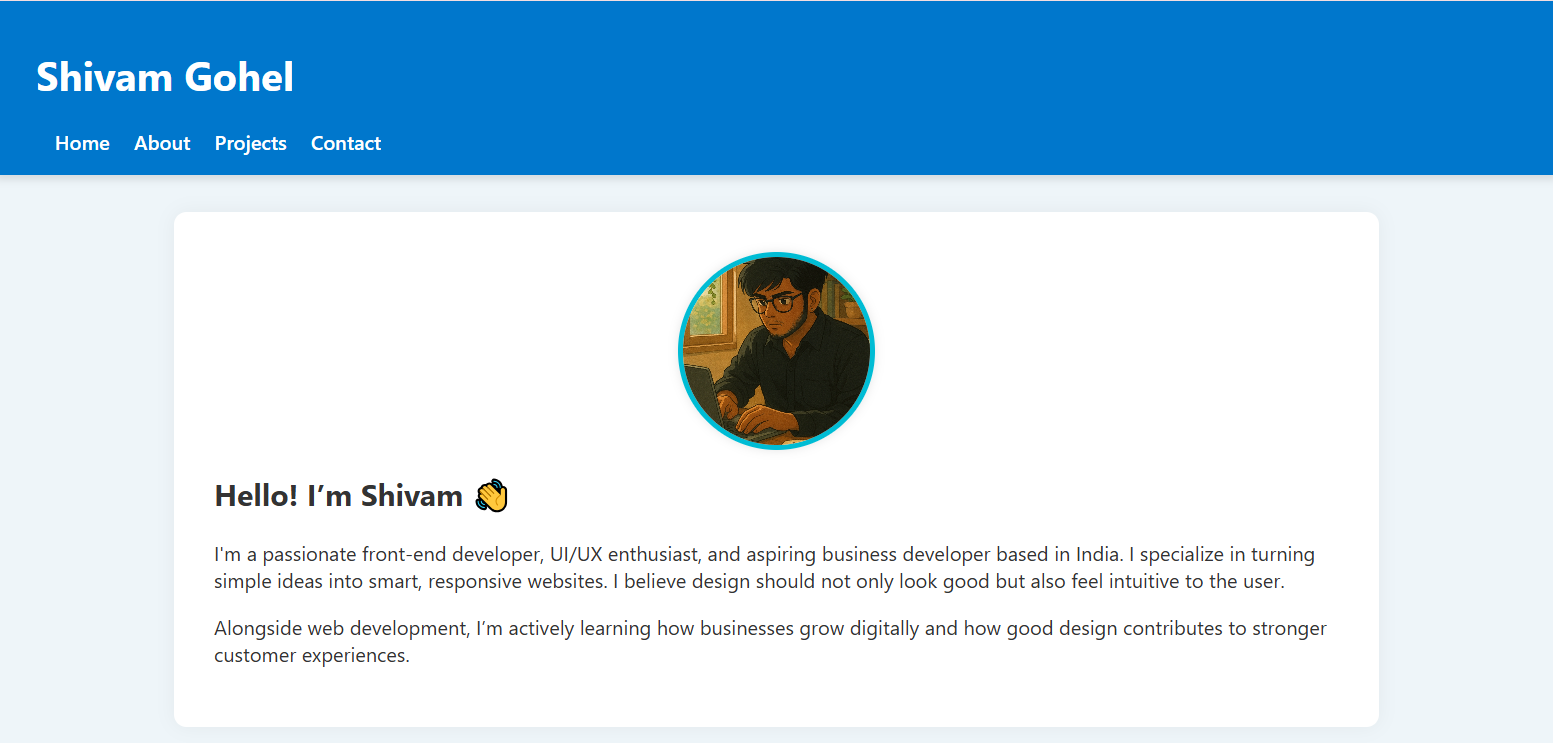 Shivam Gohel
Home About Projects Contact
Hello! I’m Shivam 👋
I'm a passionate front-end developer, UI/UX enthusiast, and aspiring business developer based in India. I specialize in turning
simple ideas into smart, responsive websites. I believe design should not only look good but also feel intuitive to the user.
Alongside web development, I’m actively learning how businesses grow digitally and how good design contributes to stronger
customer experiences.